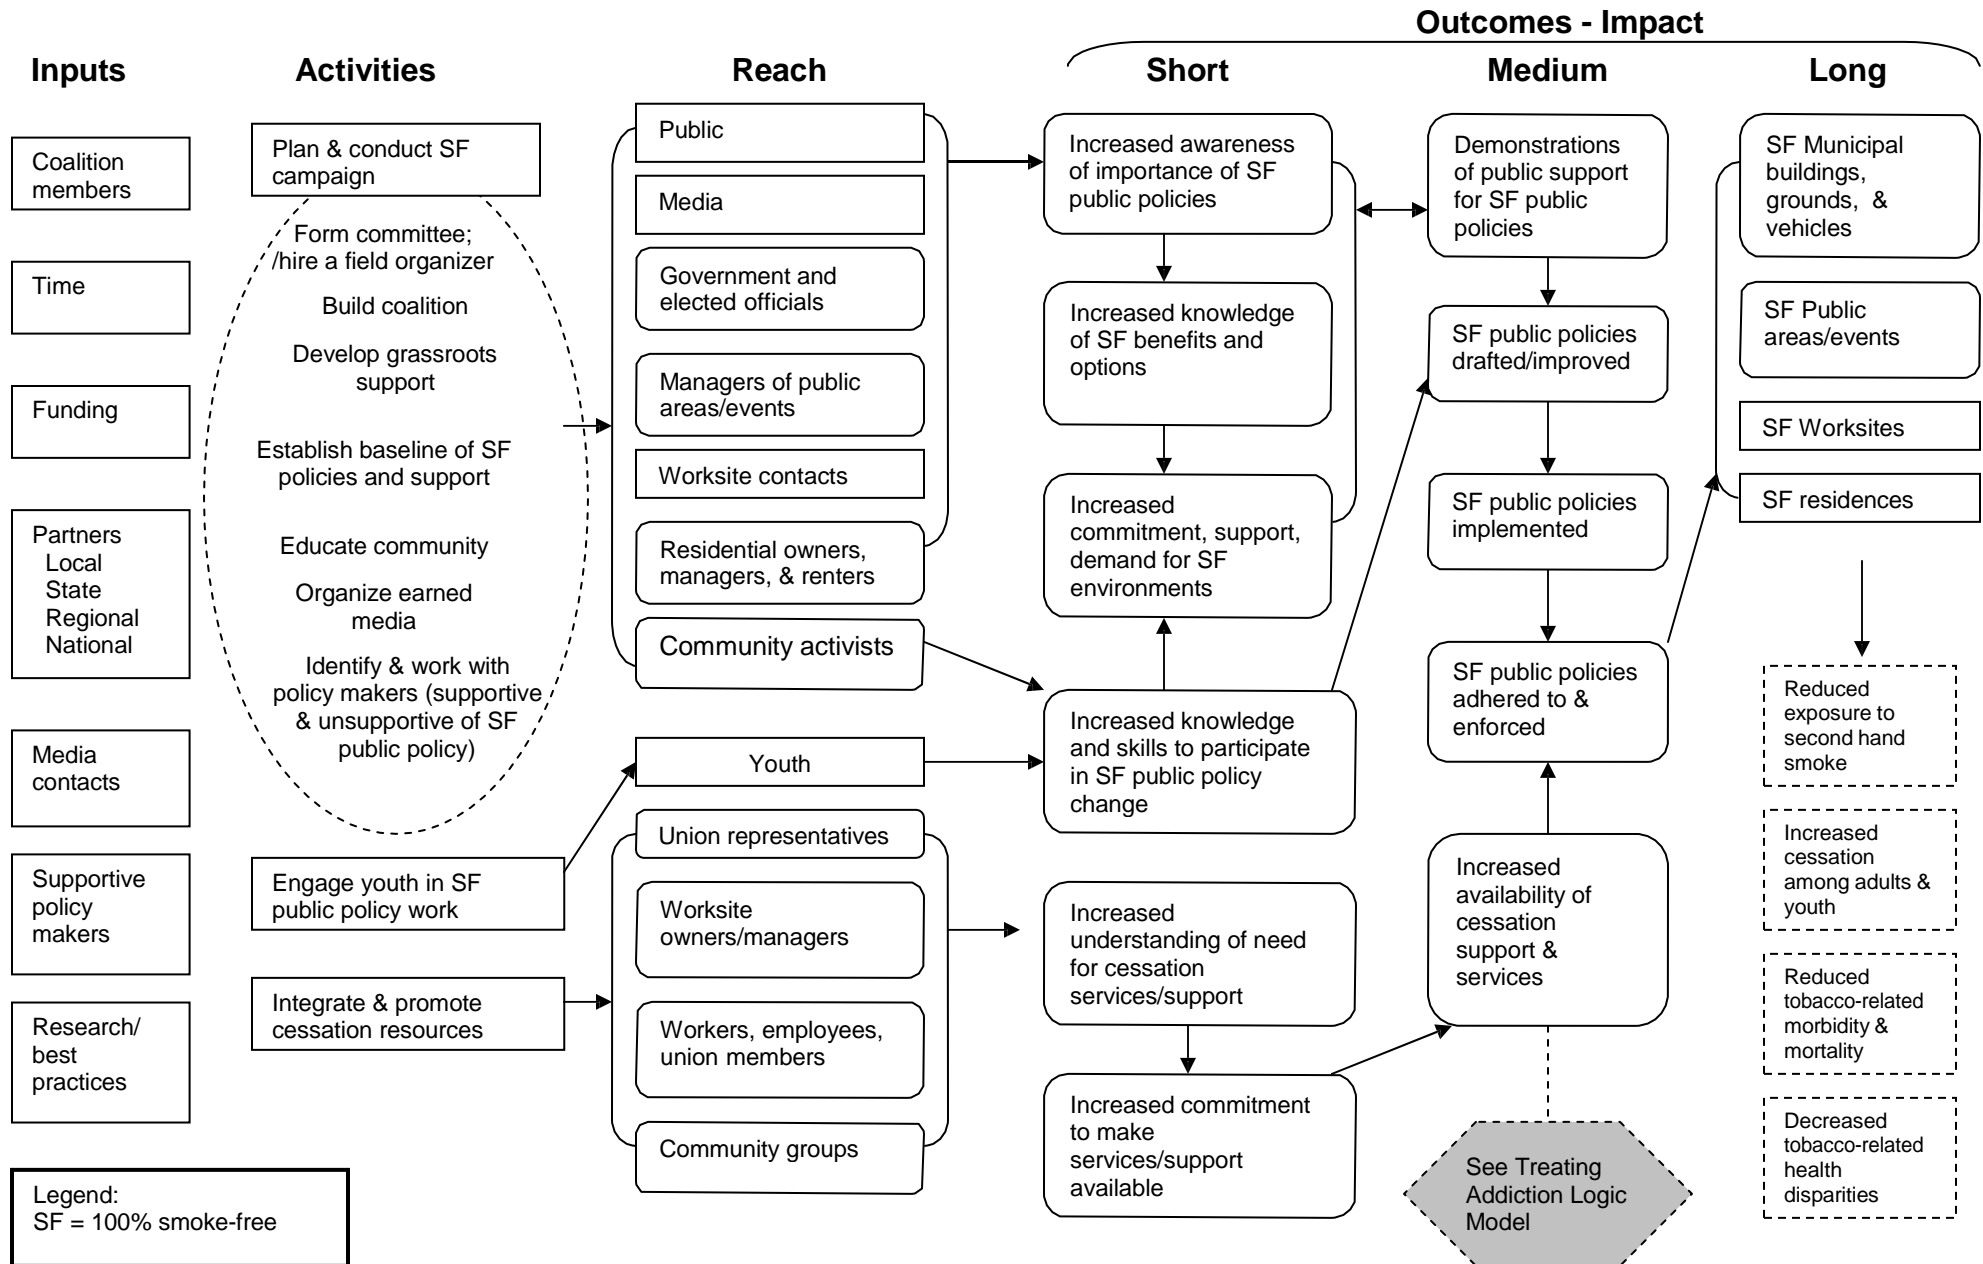 Outcomes - Impact
Inputs
Activities
Reach
Short
Medium
Long
Coalition
members
Time
Funding
Partners
Local
State
Regional
National
Media
contacts
Supportive
policy
makers
Research/
best
practices
Legend:
SF = 100% smoke-free
Plan & conduct SF
campaign
Form committee;
/hire a field organizer
Build coalition
Develop grassroots
support
Establish baseline of SF
policies and support
Educate community
Organize earned
media
Identify & work with
policy makers (supportive
& unsupportive of SF
public policy)
Engage youth in SF
public policy work
Integrate & promote
cessation resources
Public
Media
Government and
elected officials
Managers of public
areas/events
Worksite contacts
Residential owners,
managers, & renters
Community activists
Youth
Union representatives
Worksite
owners/managers
Workers, employees,
union members
Community groups
Increased awareness
of importance of SF
public policies
Increased knowledge
of SF benefits and
options
Increased
commitment, support,
demand for SF
environments
Increased knowledge
and skills to participate
in SF public policy
change
Increased
understanding of need
for cessation
services/support
Increased commitment
to make
services/support
available
Demonstrations
of public support
for SF public
policies
SF public policies
drafted/improved
SF public policies
implemented
SF public policies
adhered to &
enforced
Increased
availability of
cessation
support &
services
See Treating
Addiction Logic
Model
SF Municipal
buildings,
grounds, &
vehicles
SF Public
areas/events
SF Worksites
SF residences
Reduced
exposure to
second hand
smoke
Increased
cessation
among adults &
youth
Reduced
tobacco-related
morbidity &
mortality
Decreased
tobacco-related
health
disparities